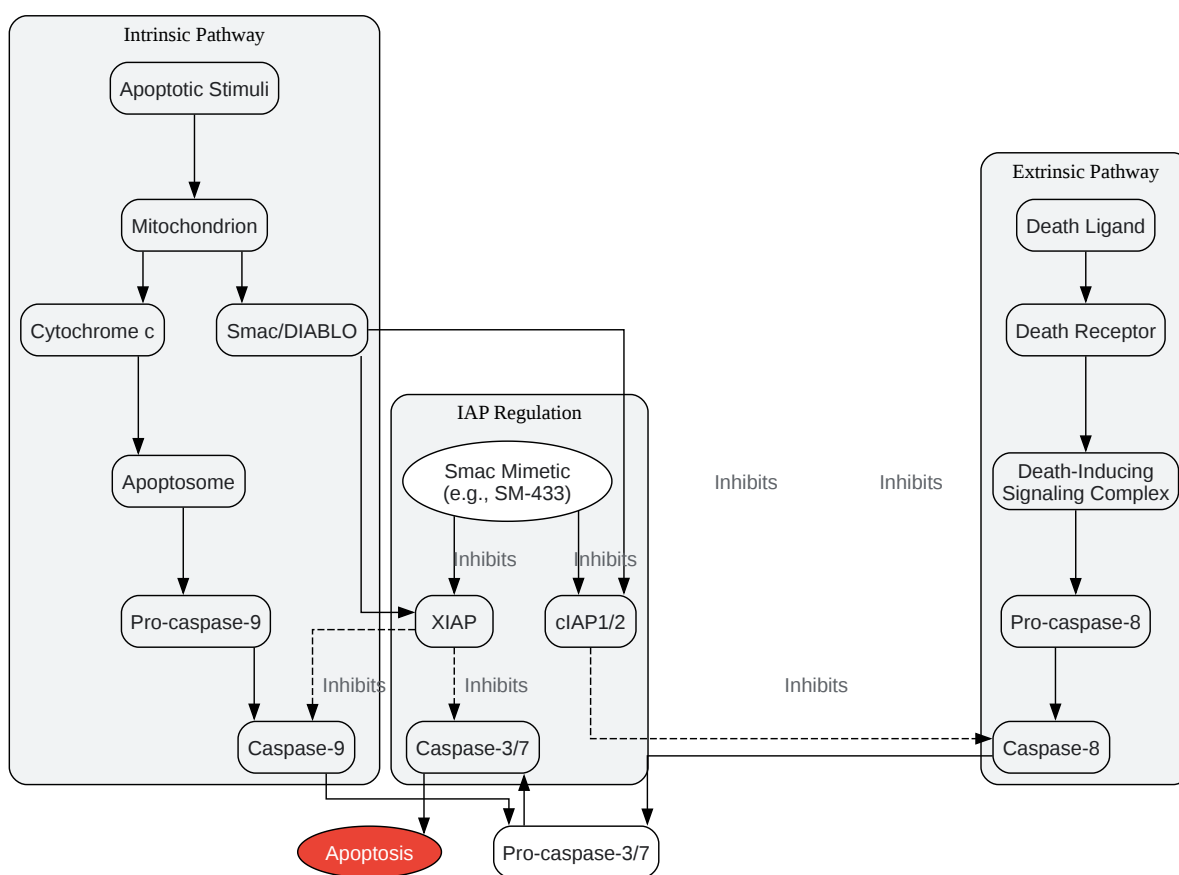 Intrinsic Pathway
Apoptotic Stimuli
Mitochondrion
Cytochrome c
Smac/DIABLO
Apoptosome
Pro-caspase-9
Caspase-9
IAP Regulation
Smac Mimetic
(e.g., SM-433)
Inhibits
Inhibits
XIAP
cIAP1/2
Inhibits
Inhibits
Caspase-3/7
Inhibits
Inhibits
Inhibits
Extrinsic Pathway
Death Ligand
Death Receptor
Death-Inducing
Signaling Complex
Pro-caspase-8
Caspase-8
Apoptosis
Pro-caspase-3/7